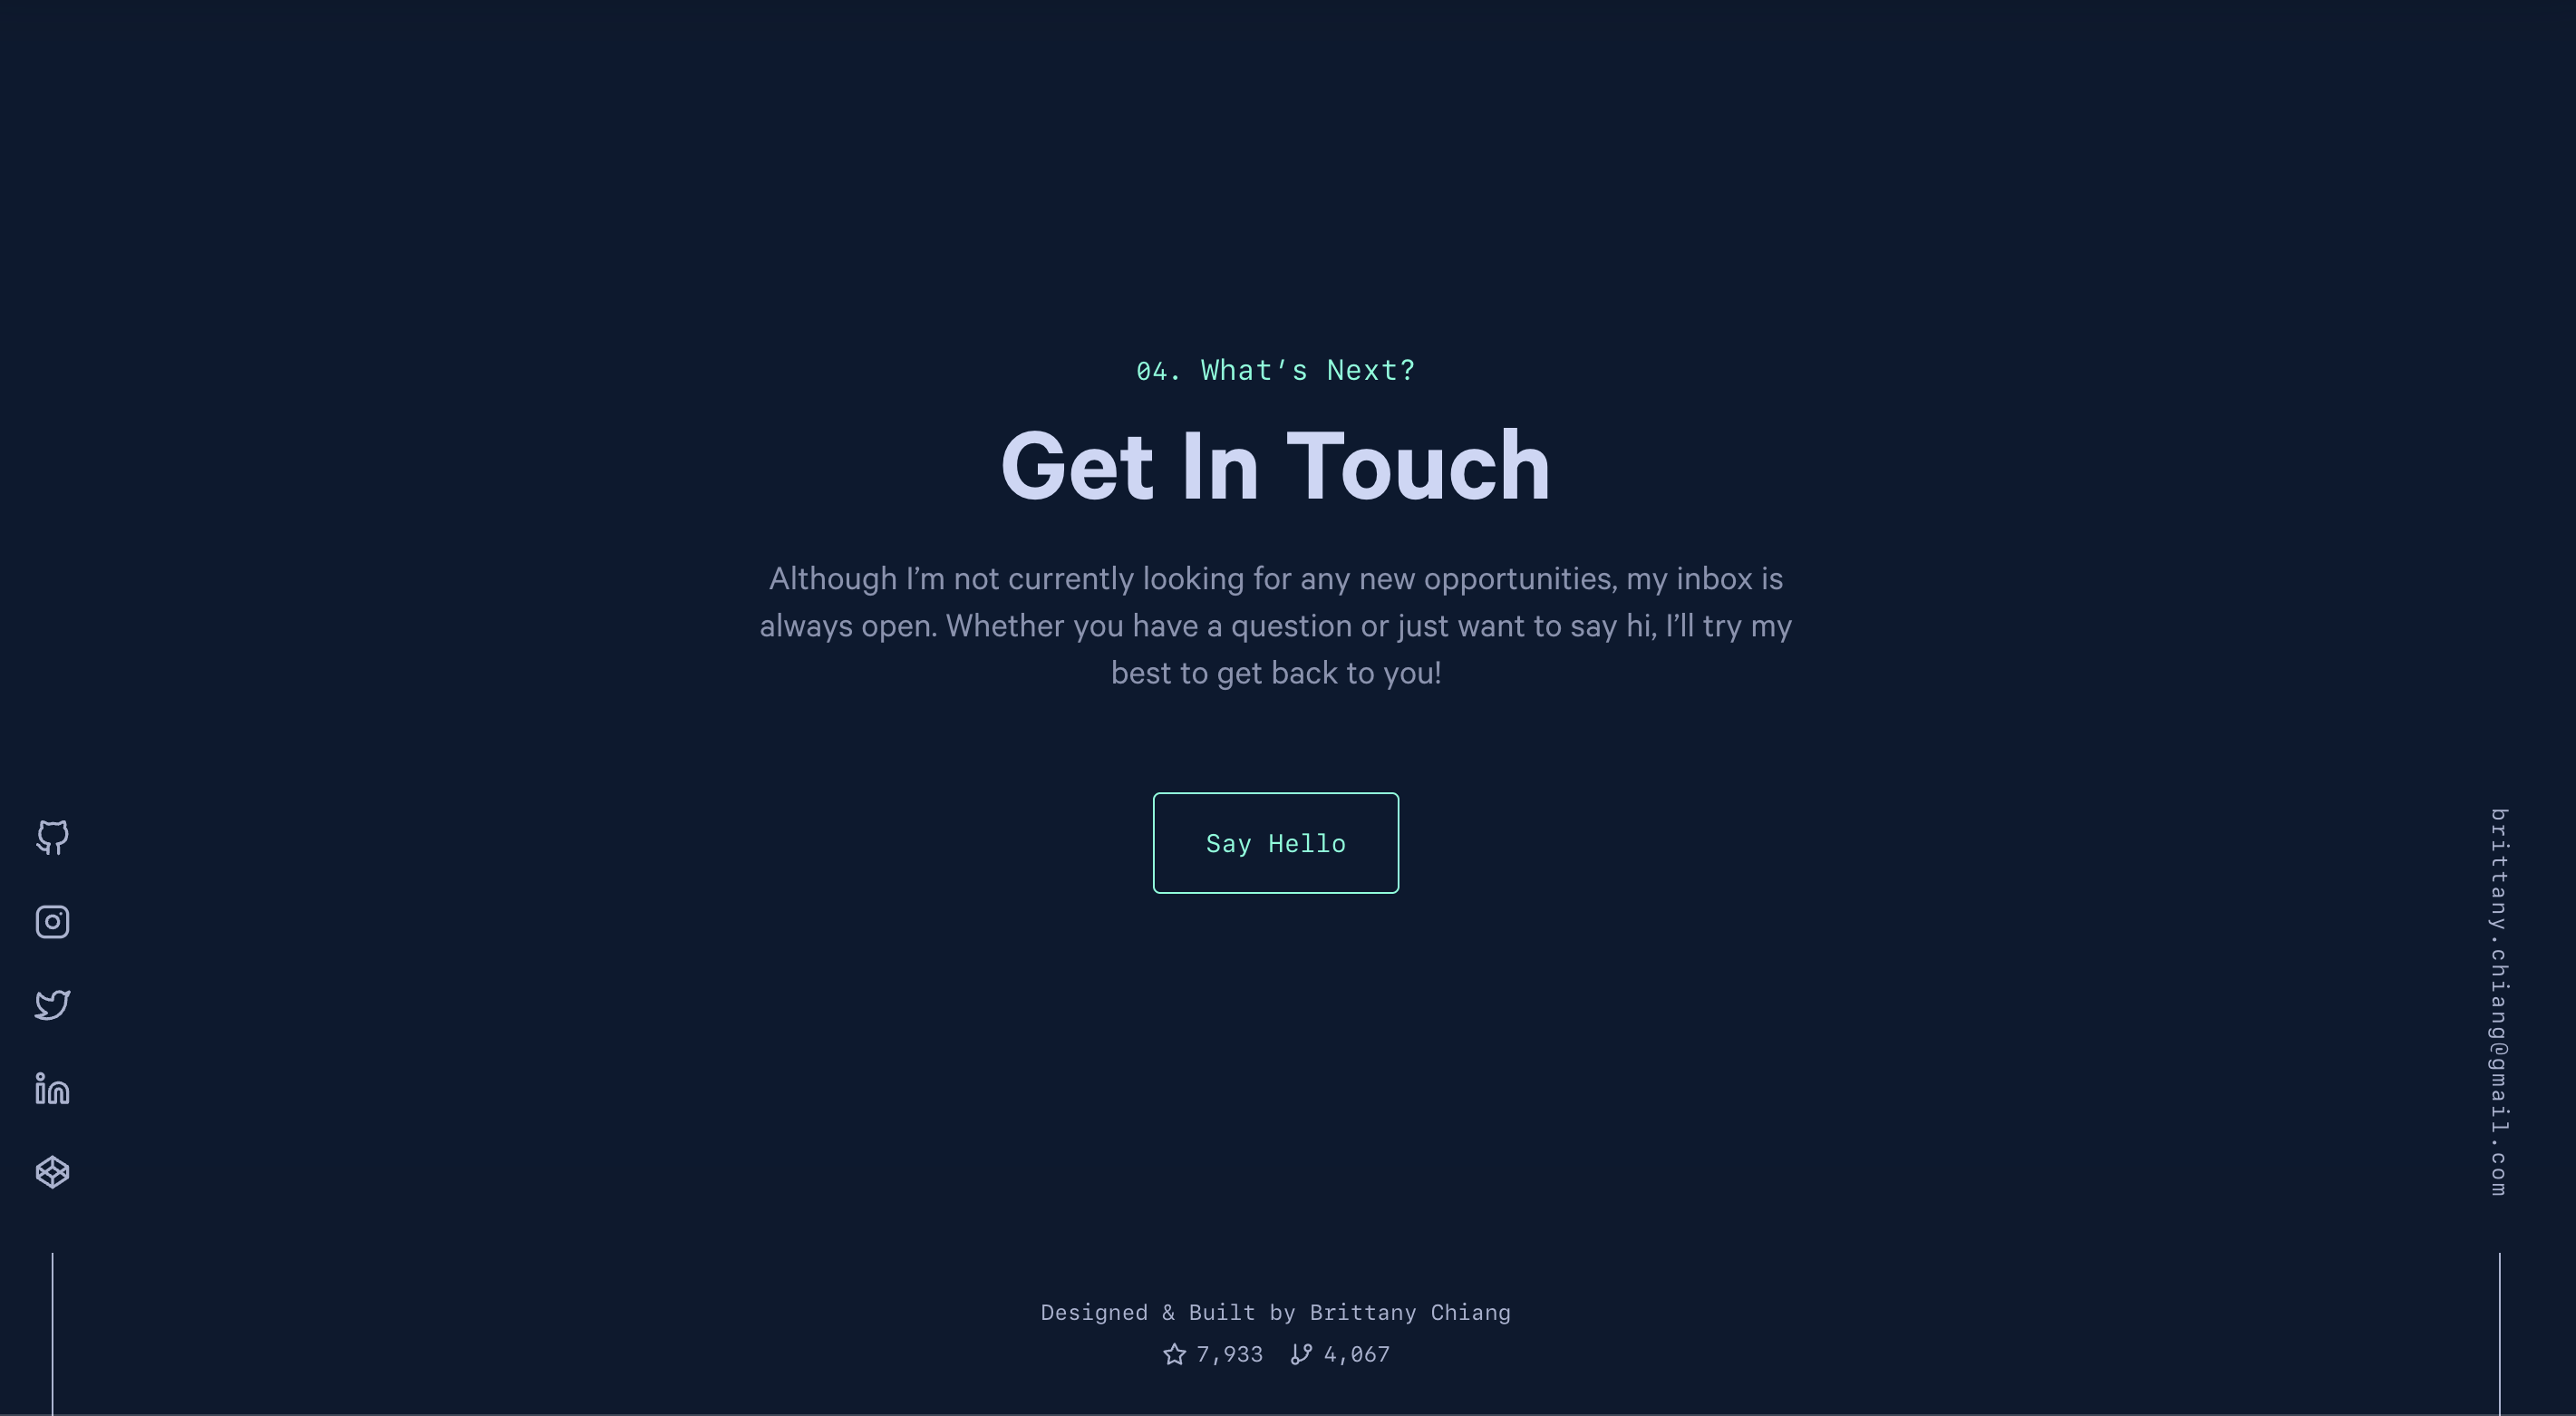 04. What's Next?
Get In Touch
Although I’m not currently looking for any new opportunities, my inbox is
always open. Whether you have a question or just want to say hi, I’ll try my
best to get back to you!
Say Hello
brittany.chiang@gmail.com
Designed & Built by Brittany Chiang
7,933 4,067